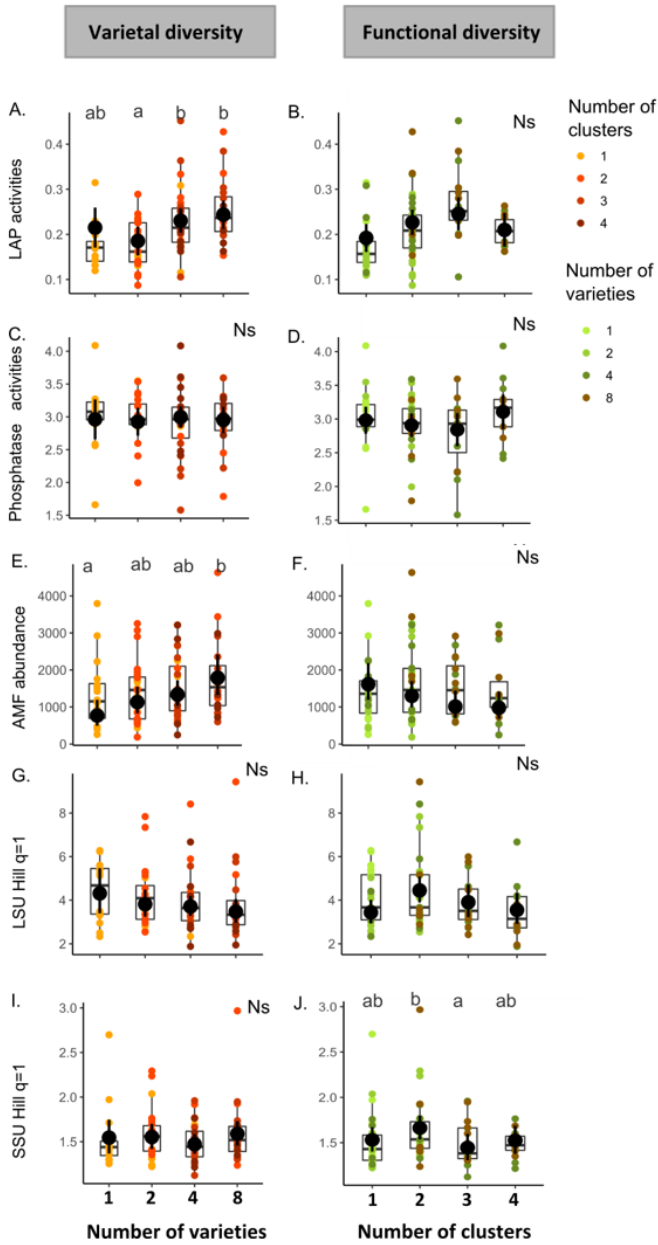 Varietal diversity
Functional diversity
A.
ab
a
b
b
LAP activities
0.4
0.3
0.2
0.1
B.
Ns
0.4
0.3
0.2
0.1
Number of
clusters
1
2
3
4
Number of
varieties
1
2
4
8
C.
Ns
Phosphatase activities
4.0
3.5
3.0
2.5
2.0
1.5
D.
Ns
4.0
3.5
3.0
2.5
2.0
1.5
E.
a
ab
ab
b
AMF abundance
4000
3000
2000
1000
0
F.
Ns
4000
3000
2000
1000
0
G.
Ns
LSU Hill q=1
8
6
4
2
H.
Ns
8
6
4
2
I.
Ns
SSU Hill q=1
3.0
2.5
2.0
1.5
1
2
4
8
Number of varieties
J.
ab
b
a
ab
3.0
2.5
2.0
1.5
1
2
3
4
Number of clusters